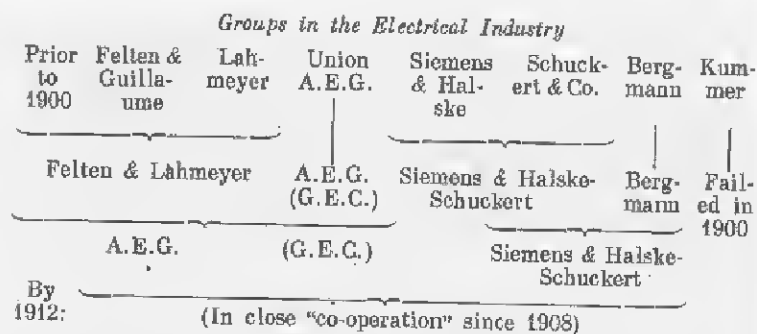 Groups in the Electrical Industry
Prior Felten & Lah- Union Siemens Schuck- Berg- Kum-
to Guilla- meyer A.E.G. & Hal- ert & Co. mann mer
1900 ume ske
Felten & Lahmeyer A.E.G. Siemens & Halske- Berg- Fail-
(G.E.C.) Schuckert mann ed in
1900
A.E.G. (G.E.C.) Siemens & Halske-
Schuckert
By
1912: (In close "co-operation" since 1908)